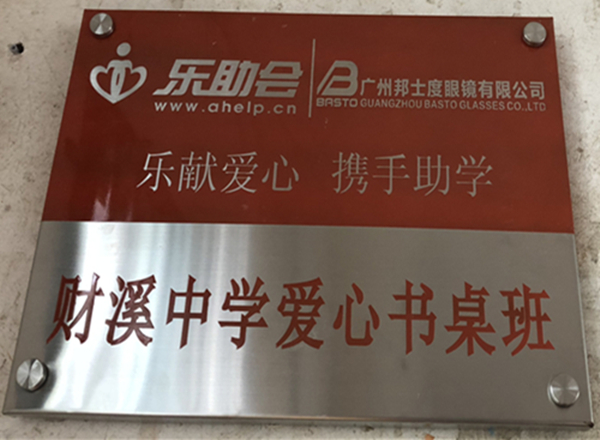 乐助会 BASTO 广州邦士度眼镜有限公司
www.ahelp.cn GUANGZHOU BASTO GLASSES CO.,LTD
乐献爱心 携手助学
财溪中学爱心书桌班